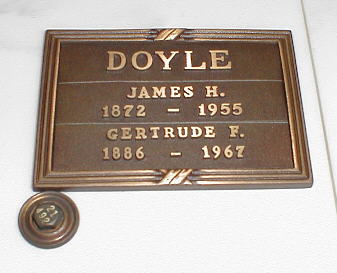 DOYLE
JAMES H.
1872 – 1955
GERTRUDE F.
1886 – 1967